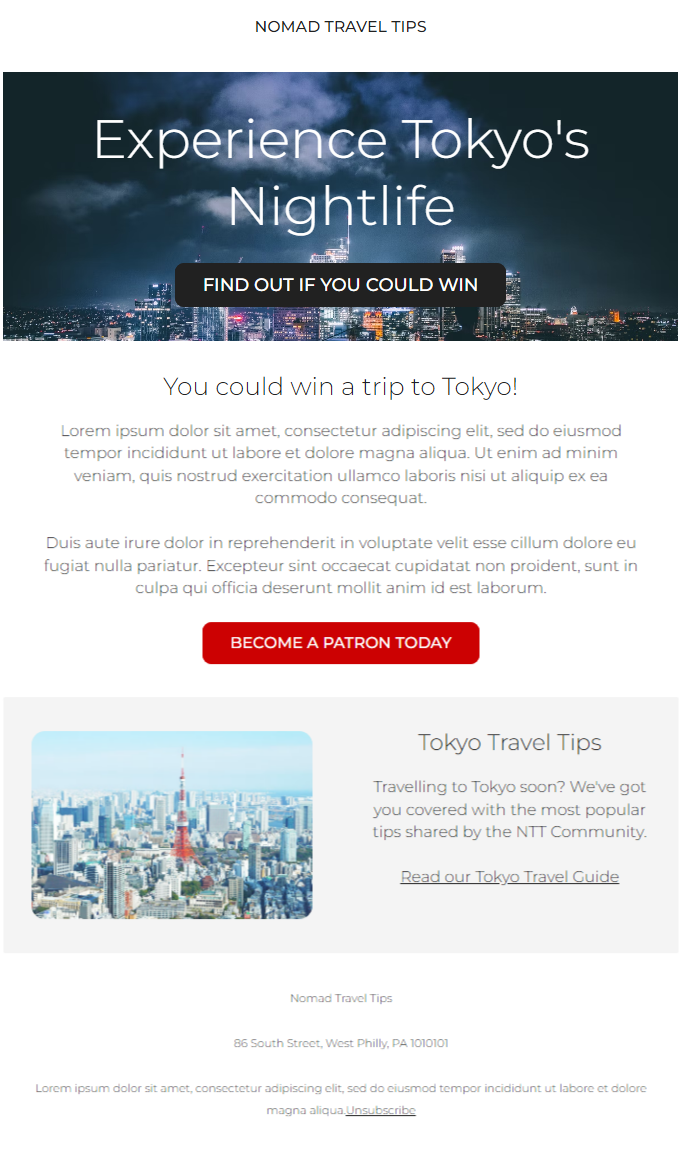 NOMAD TRAVEL TIPS
Experience Tokyo's
Nightlife
FIND OUT IF YOU COULD WIN
You could win a trip to Tokyo!
Lorem ipsum dolor sit amet, consectetur adipiscing elit, sed do eiusmod
tempor incididunt ut labore et dolore magna aliqua. Ut enim ad minim
veniam, quis nostrud exercitation ullamco laboris nisi ut aliquip ex ea
commodo consequat.
Duis aute irure dolor in reprehenderit in voluptate velit esse cillum dolore eu
fugiat nulla pariatur. Excepteur sint occaecat cupidatat non proident, sunt in
culpa qui officia deserunt mollit anim id est laborum.
BECOME A PATRON TODAY
Tokyo Travel Tips
Travelling to Tokyo soon? We've got
you covered with the most popular
tips shared by the NTT Community.
Read our Tokyo Travel Guide
Nomad Travel Tips
86 South Street, West Philly, PA 1010101
Lorem ipsum dolor sit amet, consectetur adipiscing elit, sed do eiusmod tempor incididunt ut labore et dolore
magna aliqua.Unsubscribe